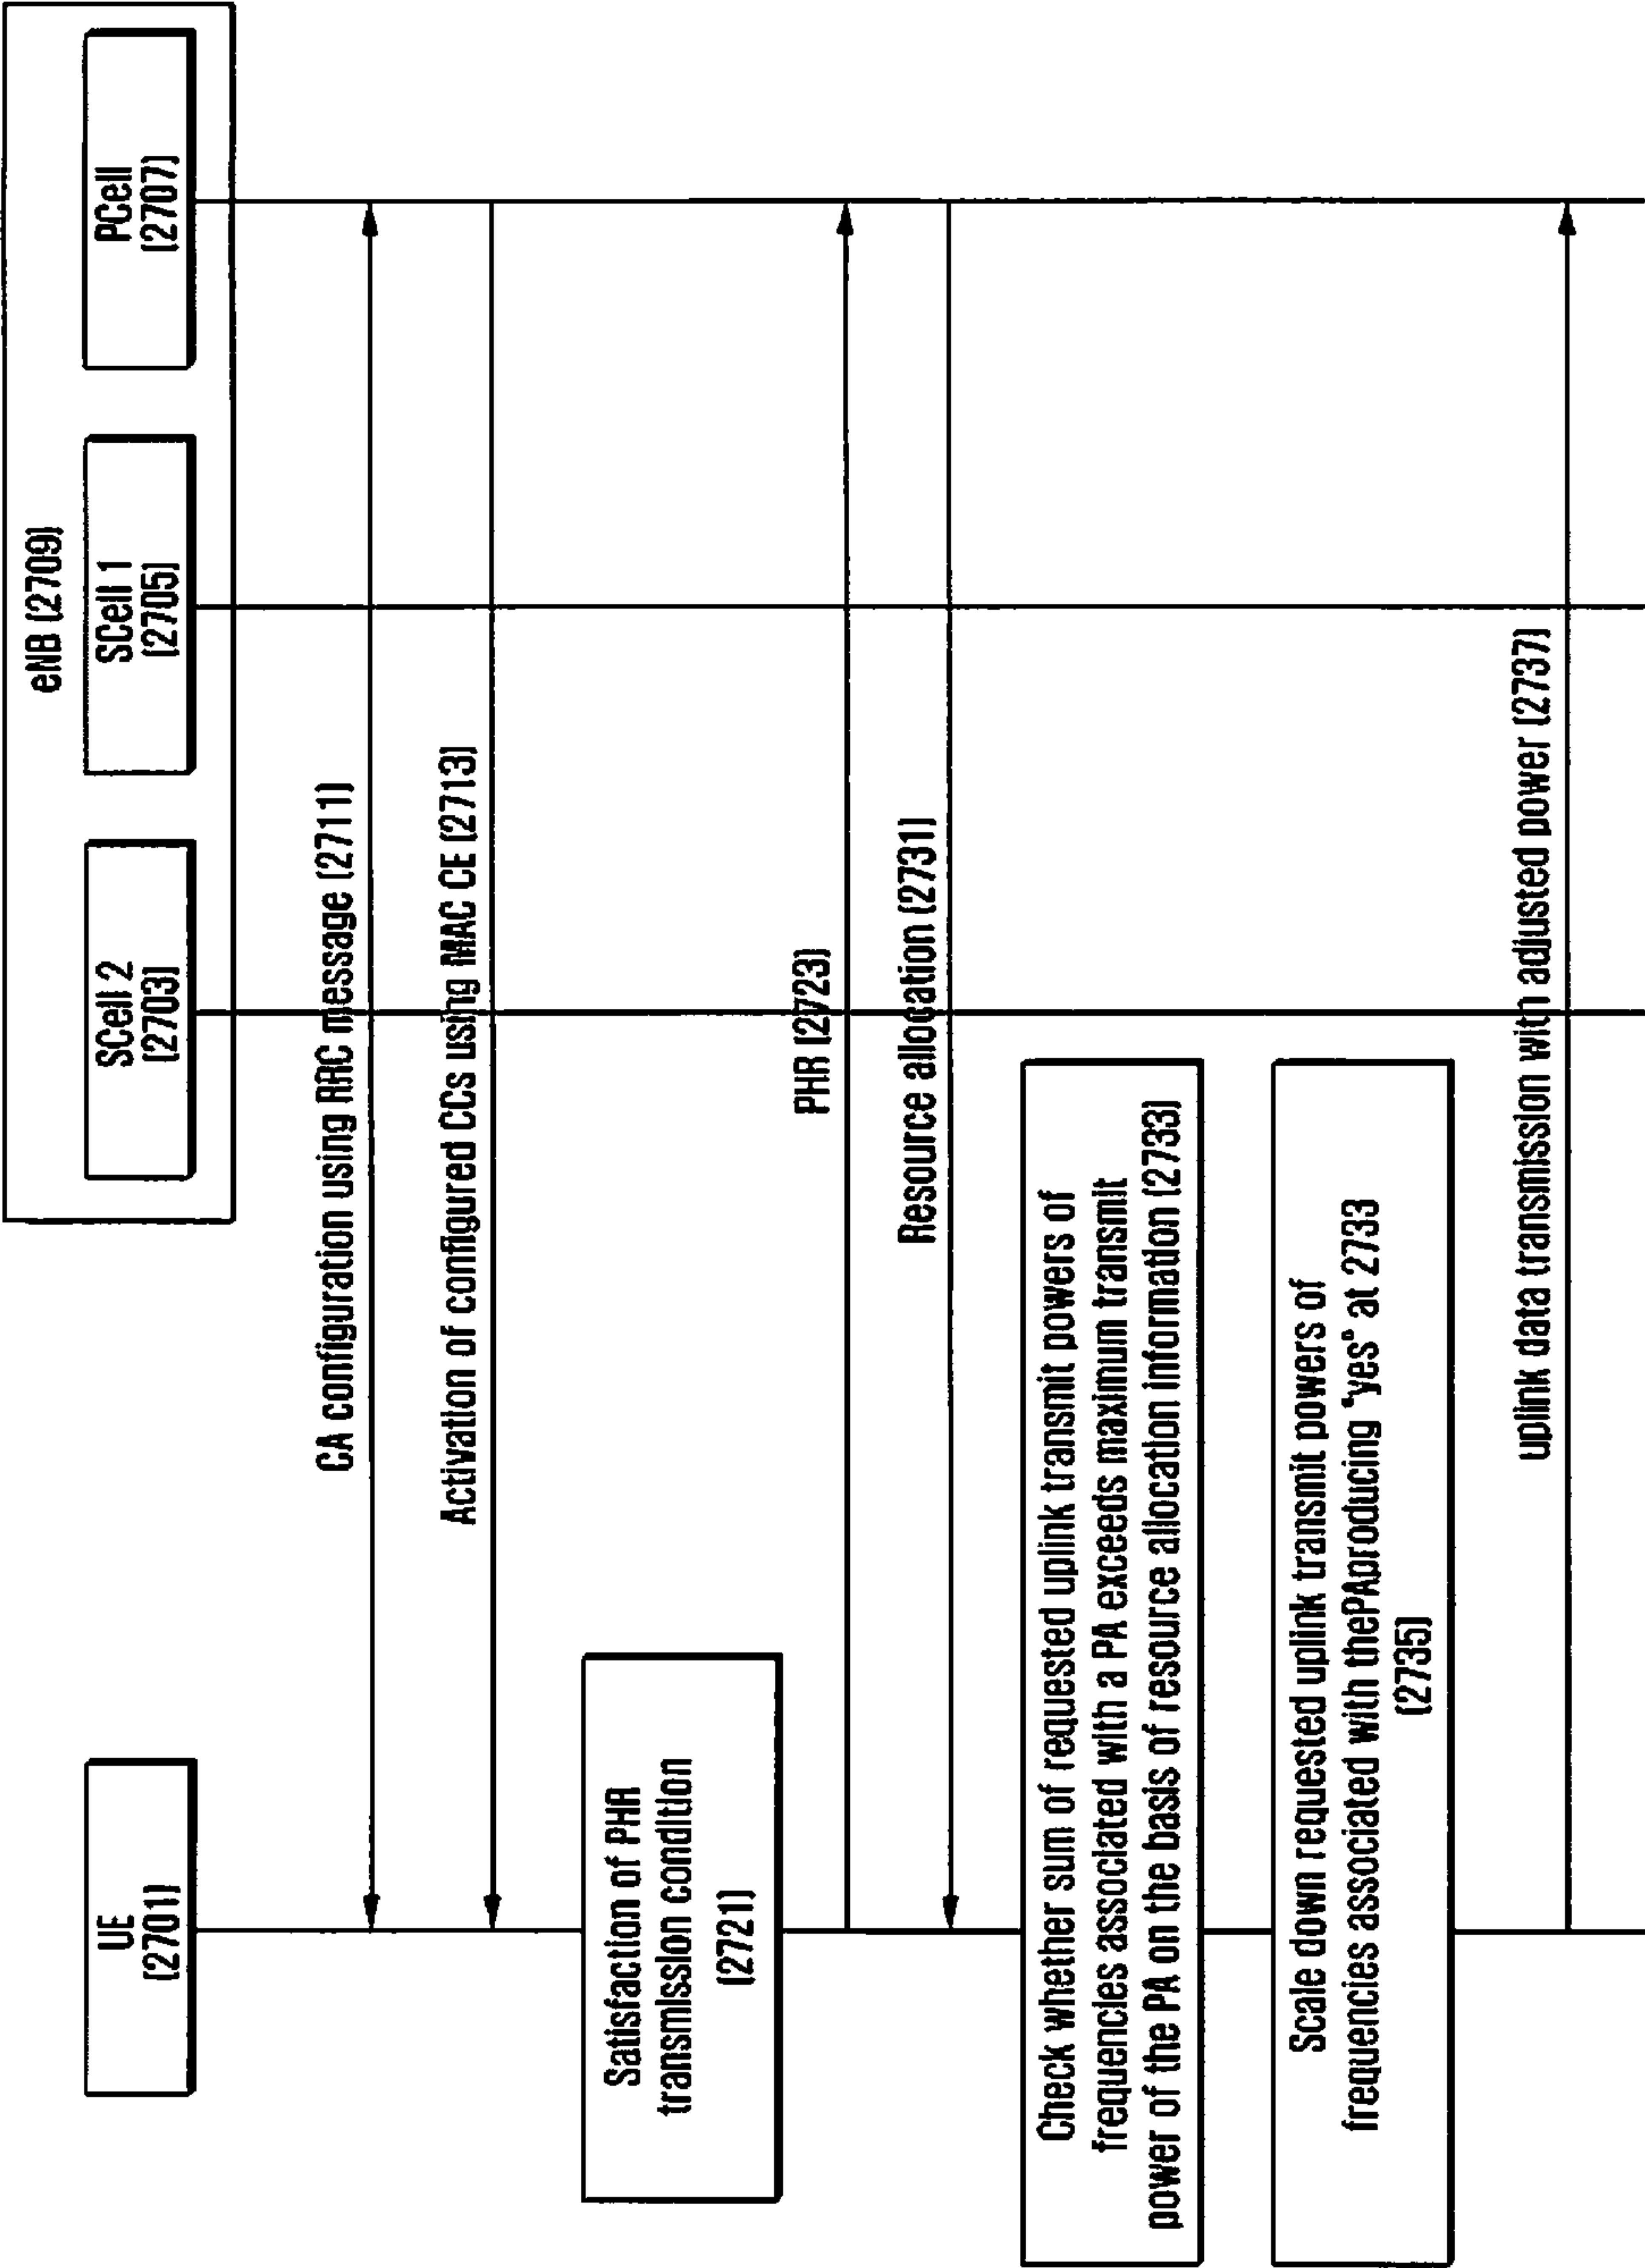 UE
(2701)
eNB (2709)
SCell 2
(2703)
SCell 1
(2705)
PCell
(2707)
CA configuration using RRC message (2711)
Activation of configured CCs using MAC CE (2713)
Satisfaction of PHR
transmission condition
(2721)
PHR (2723)
Resource allocation (2731)
Check whether sum of requested uplink transmit powers of
frequencies associated with a PA exceeds maximum transmit
power of the PA on the basis of resource allocation information (2733)
Scale down requested uplink transmit powers of
frequencies associated with thePAproducing "yes" at 2733
(2735)
uplink data transmission with adjusted power (2737)